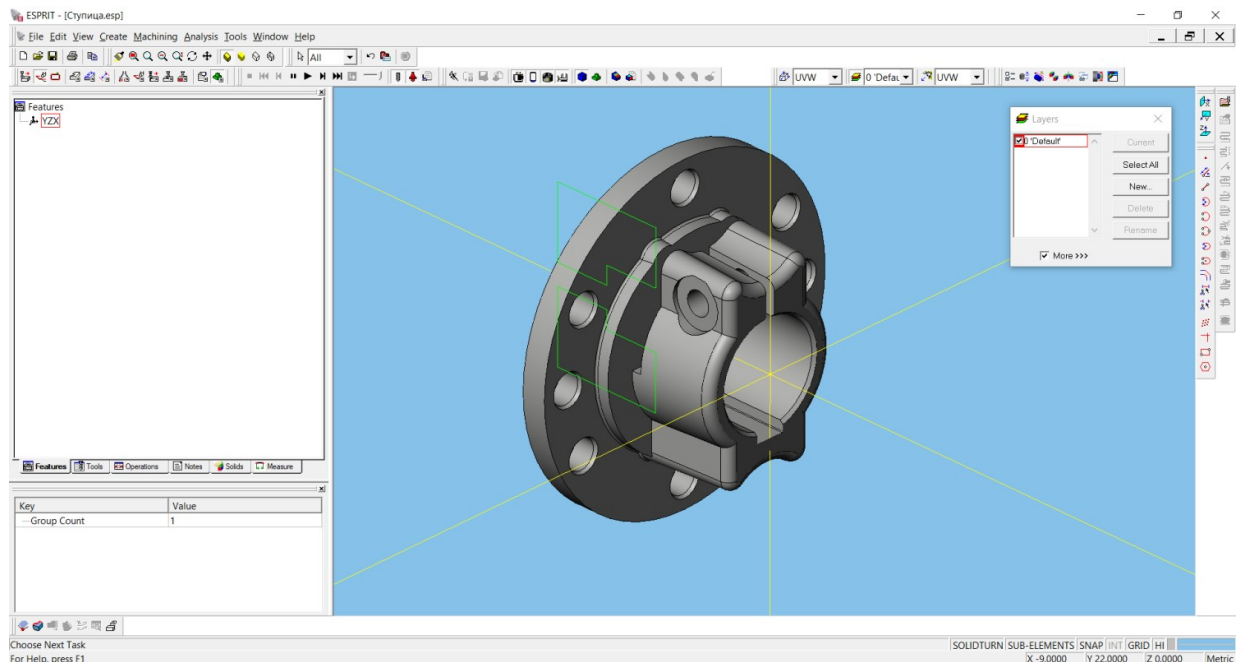 ESPRIT - [Ступица.esp]
File Edit View Create Machining Analysis Tools Window Help
All
UVW 0 'Defau UVW
Features
YZX
Layers
0 'Default'
Current
Select All
New...
Delete
Rename
More >>>
Features Tools Operations Notes Solids Measure
Key Value
Group Count 1
Choose Next Task
SOLIDTURN SUB-ELEMENTS SNAP INT GRID HI
For Help, press F1
X -9.0000 Y 22.0000 Z 0.0000 Metric